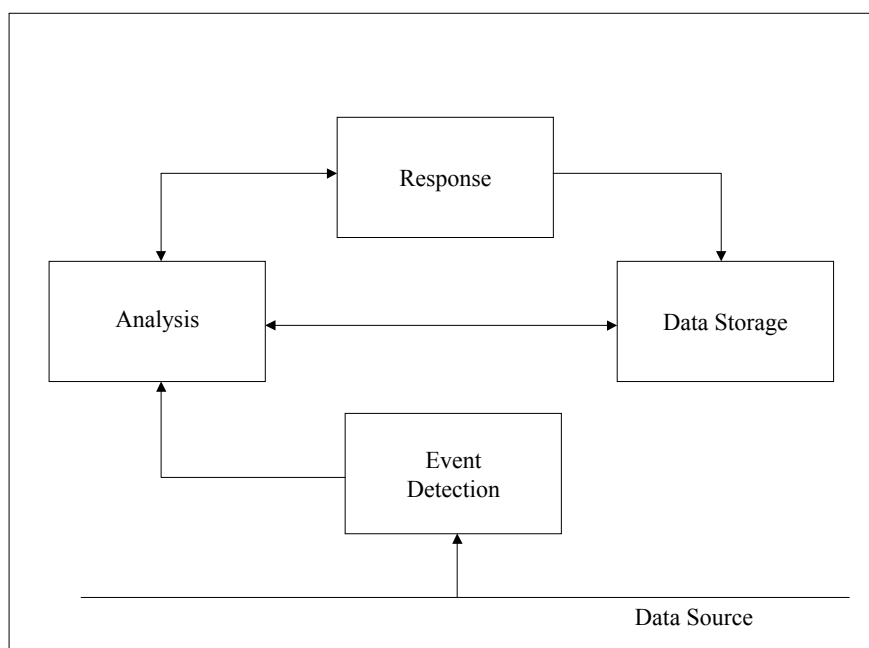 Response
Analysis
Data Storage
Event
Detection
Data Source